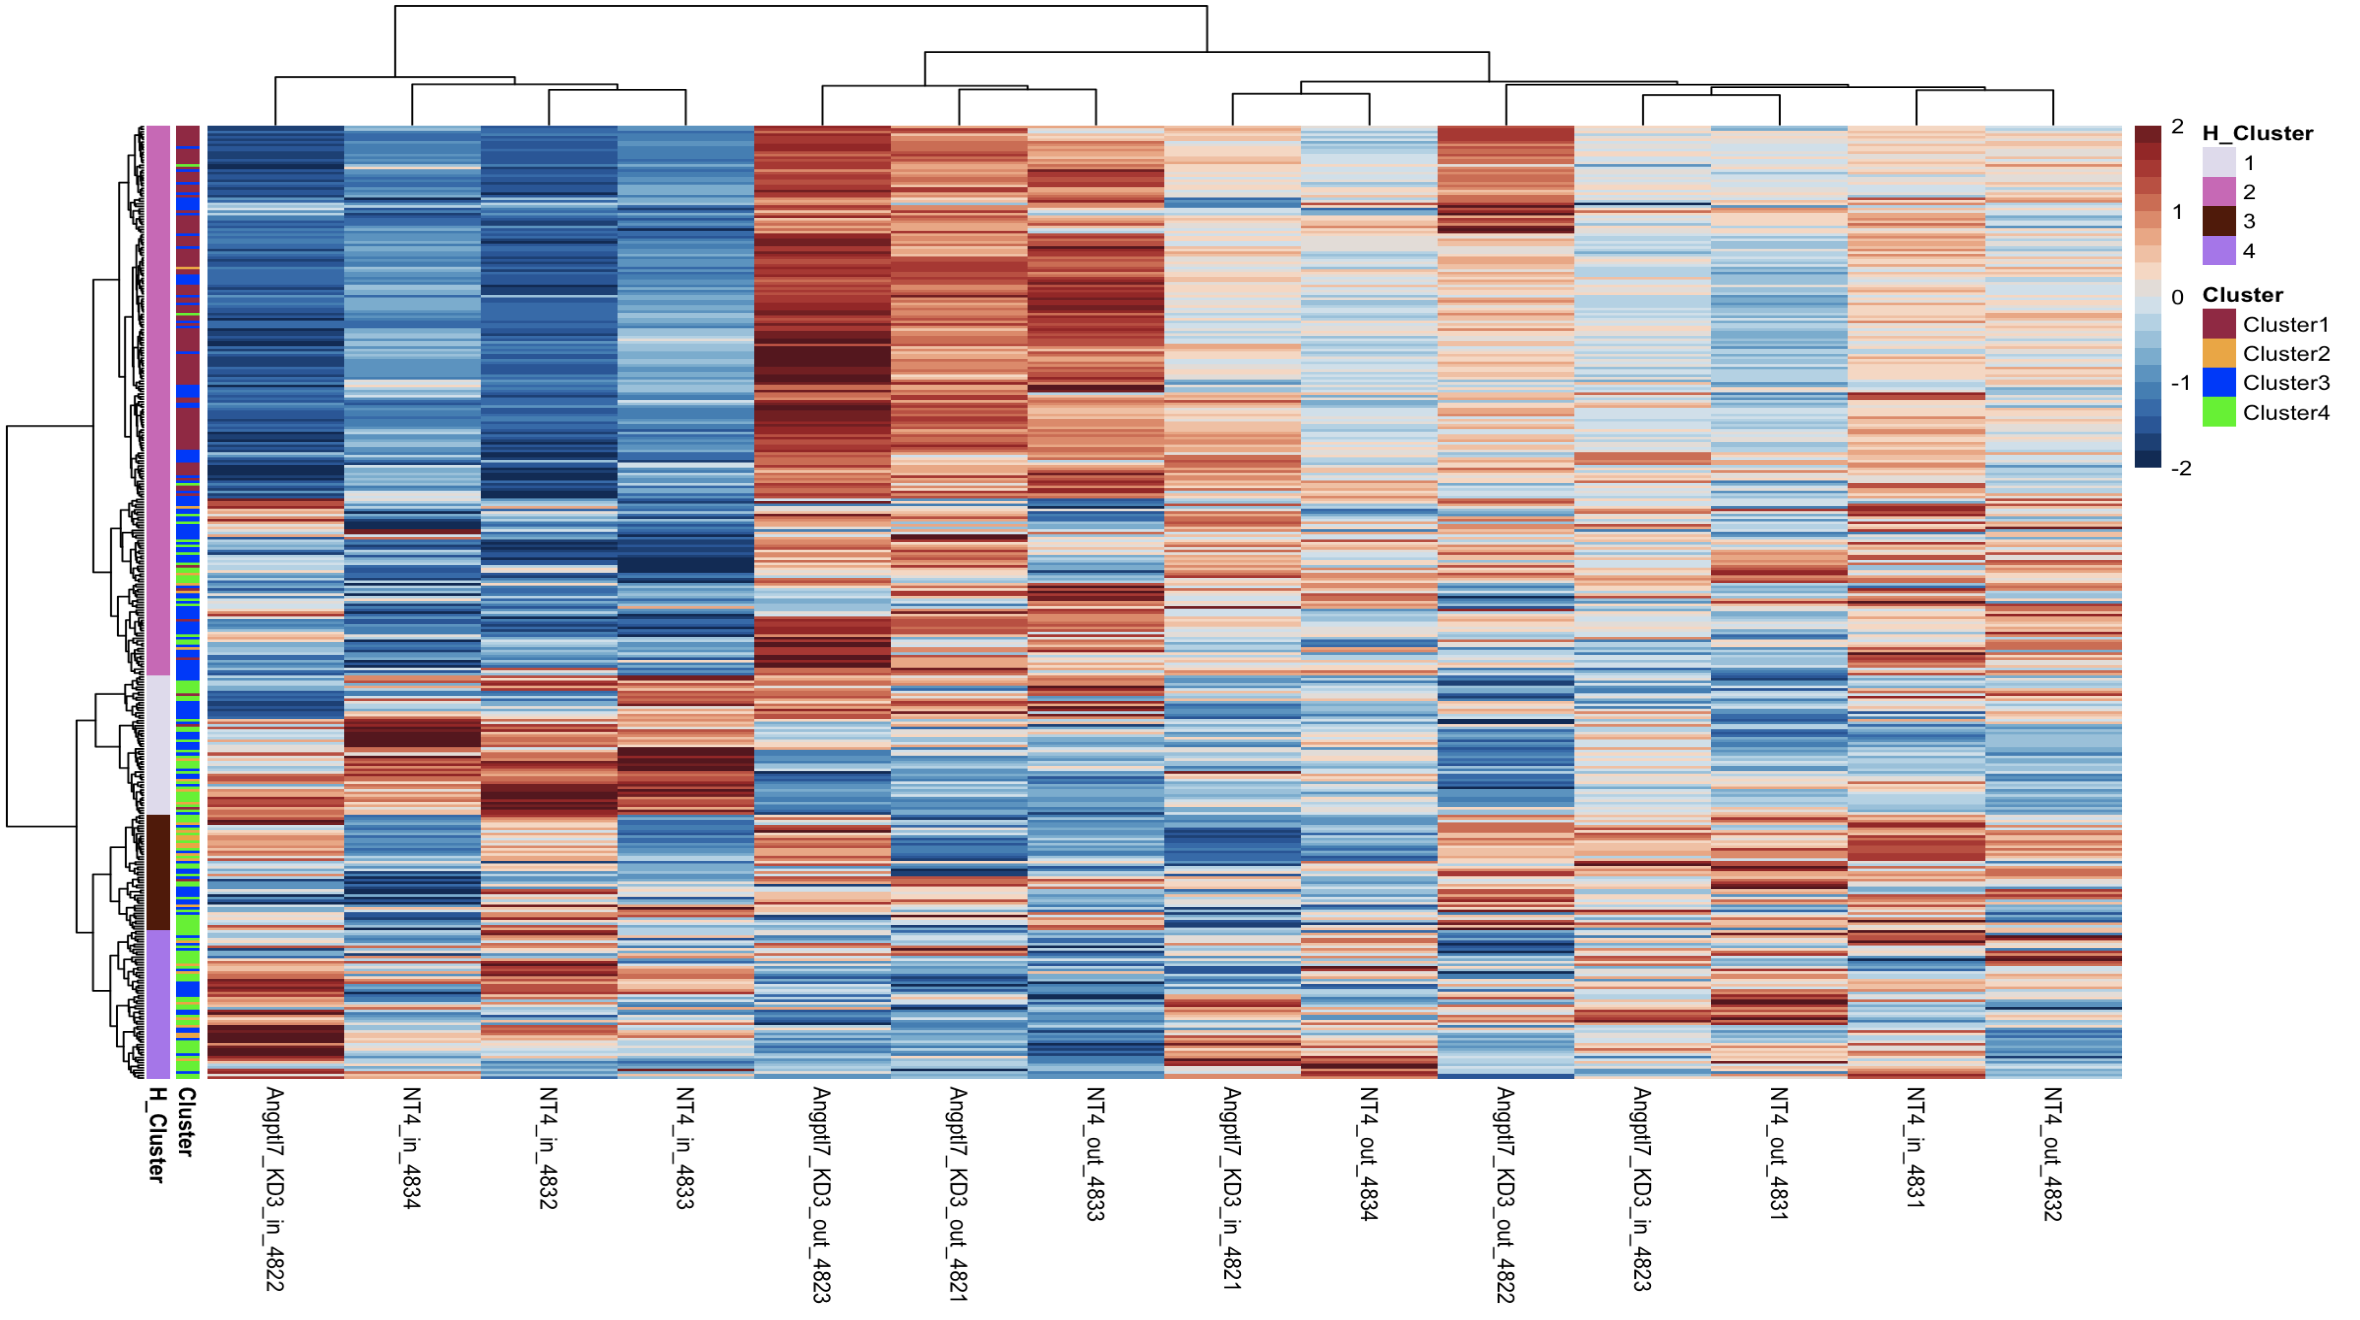 2
1
0
-1
-2
H_Cluster
1
2
3
4
Cluster
Cluster1
Cluster2
Cluster3
Cluster4
H_Cluster
Cluster
Angptl7_KD3_in_4822
NT4_in_4834
NT4_in_4832
NT4_in_4833
Angptl7_KD3_out_4823
Angptl7_KD3_out_4821
NT4_out_4833
Angptl7_KD3_in_4821
NT4_out_4834
Angptl7_KD3_out_4822
Angptl7_KD3_in_4823
NT4_out_4831
NT4_in_4831
NT4_out_4832